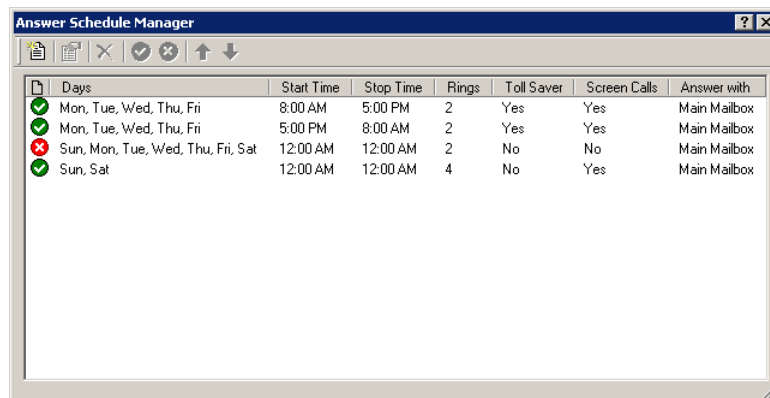 Answer Schedule Manager
Days Start Time Stop Time Rings Toll Saver Screen Calls Answer with
Mon, Tue, Wed, Thu, Fri 8:00 AM 5:00 PM 2 Yes Yes Main Mailbox
Mon, Tue, Wed, Thu, Fri 5:00 PM 8:00 AM 2 Yes Yes Main Mailbox
Sun, Mon, Tue, Wed, Thu, Fri, Sat 12:00 AM 12:00 AM 2 No No Main Mailbox
Sun, Sat 12:00 AM 12:00 AM 4 No Yes Main Mailbox